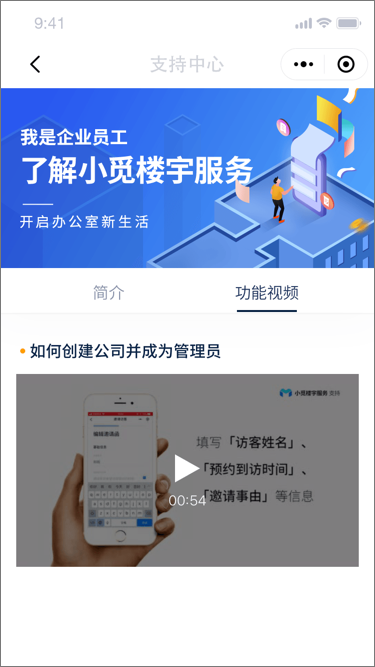 9:41
支持中心
我是企业员工
了解小觅楼宇服务
开启办公室新生活
简介
功能视频
如何创建公司并成为管理员
小觅楼宇服务 支持
填写「访客姓名」、
「预约到访时间」、
「邀请事由」等信息
00:54